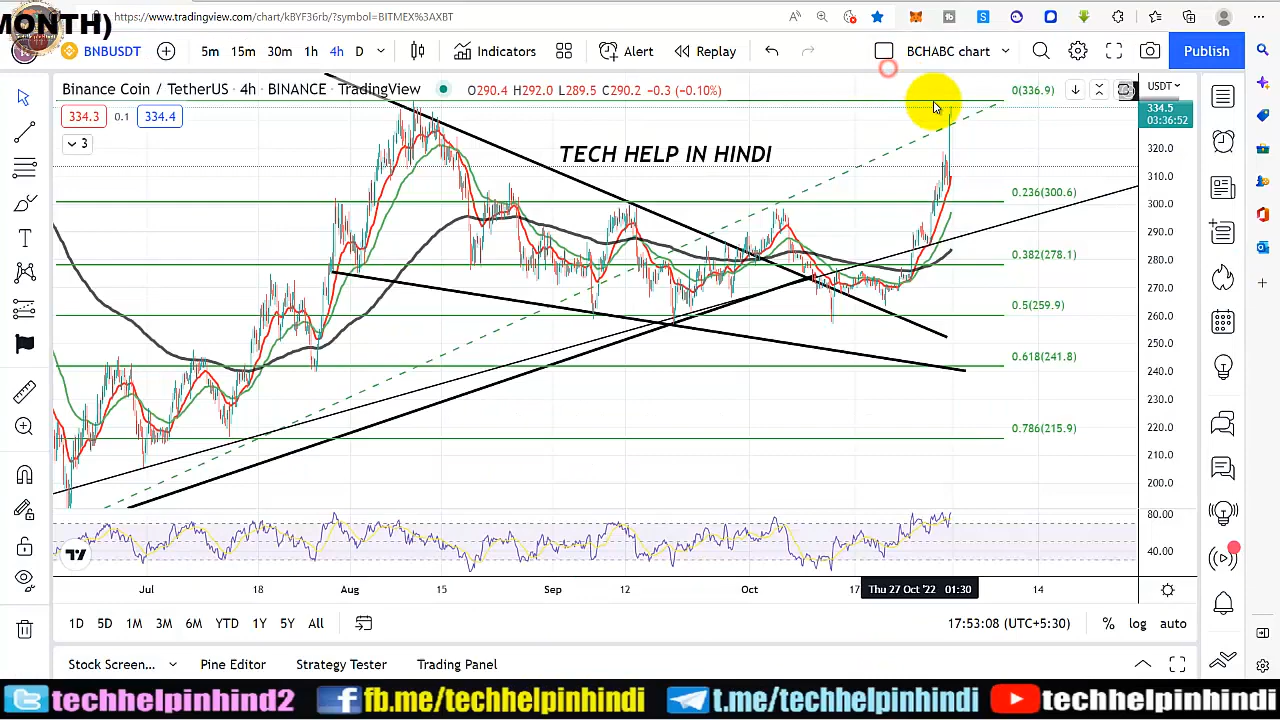 MONTH)
https://www.tradingview.com/chart/kBYF36rb/?symbol=BITMEX%3AXBT
BNBUSDT 5m 15m 30m 1h 4h D Indicators Alert Replay BCHABC chart Publish
Binance Coin / TetherUS · 4h · BINANCE · TradingView O290.4 H292.0 L289.5 C290.2 −0.3 (−0.10%) 0(336.9) USDT
334.3 0.1 334.4
334.5
03:36:52
3
TECH HELP IN HINDI
320.0
310.0
0.236(300.6)
300.0
290.0
0.382(278.1)
280.0
270.0
0.5(259.9)
260.0
250.0
0.618(241.8)
240.0
0.786(215.9)
230.0
220.0
210.0
200.0
80.00
40.00
Jul 18 Aug 15 Sep 12 Oct 17 Thu 27 Oct '22 01:30 14
1D 5D 1M 3M 6M YTD 1Y 5Y All 17:53:08 (UTC+5:30) % log auto
Stock Screen... Pine Editor Strategy Tester Trading Panel
techhelpinhind2 fb.me/techhelpinhindi t.me/techhelpinhindi techhelpinhindi